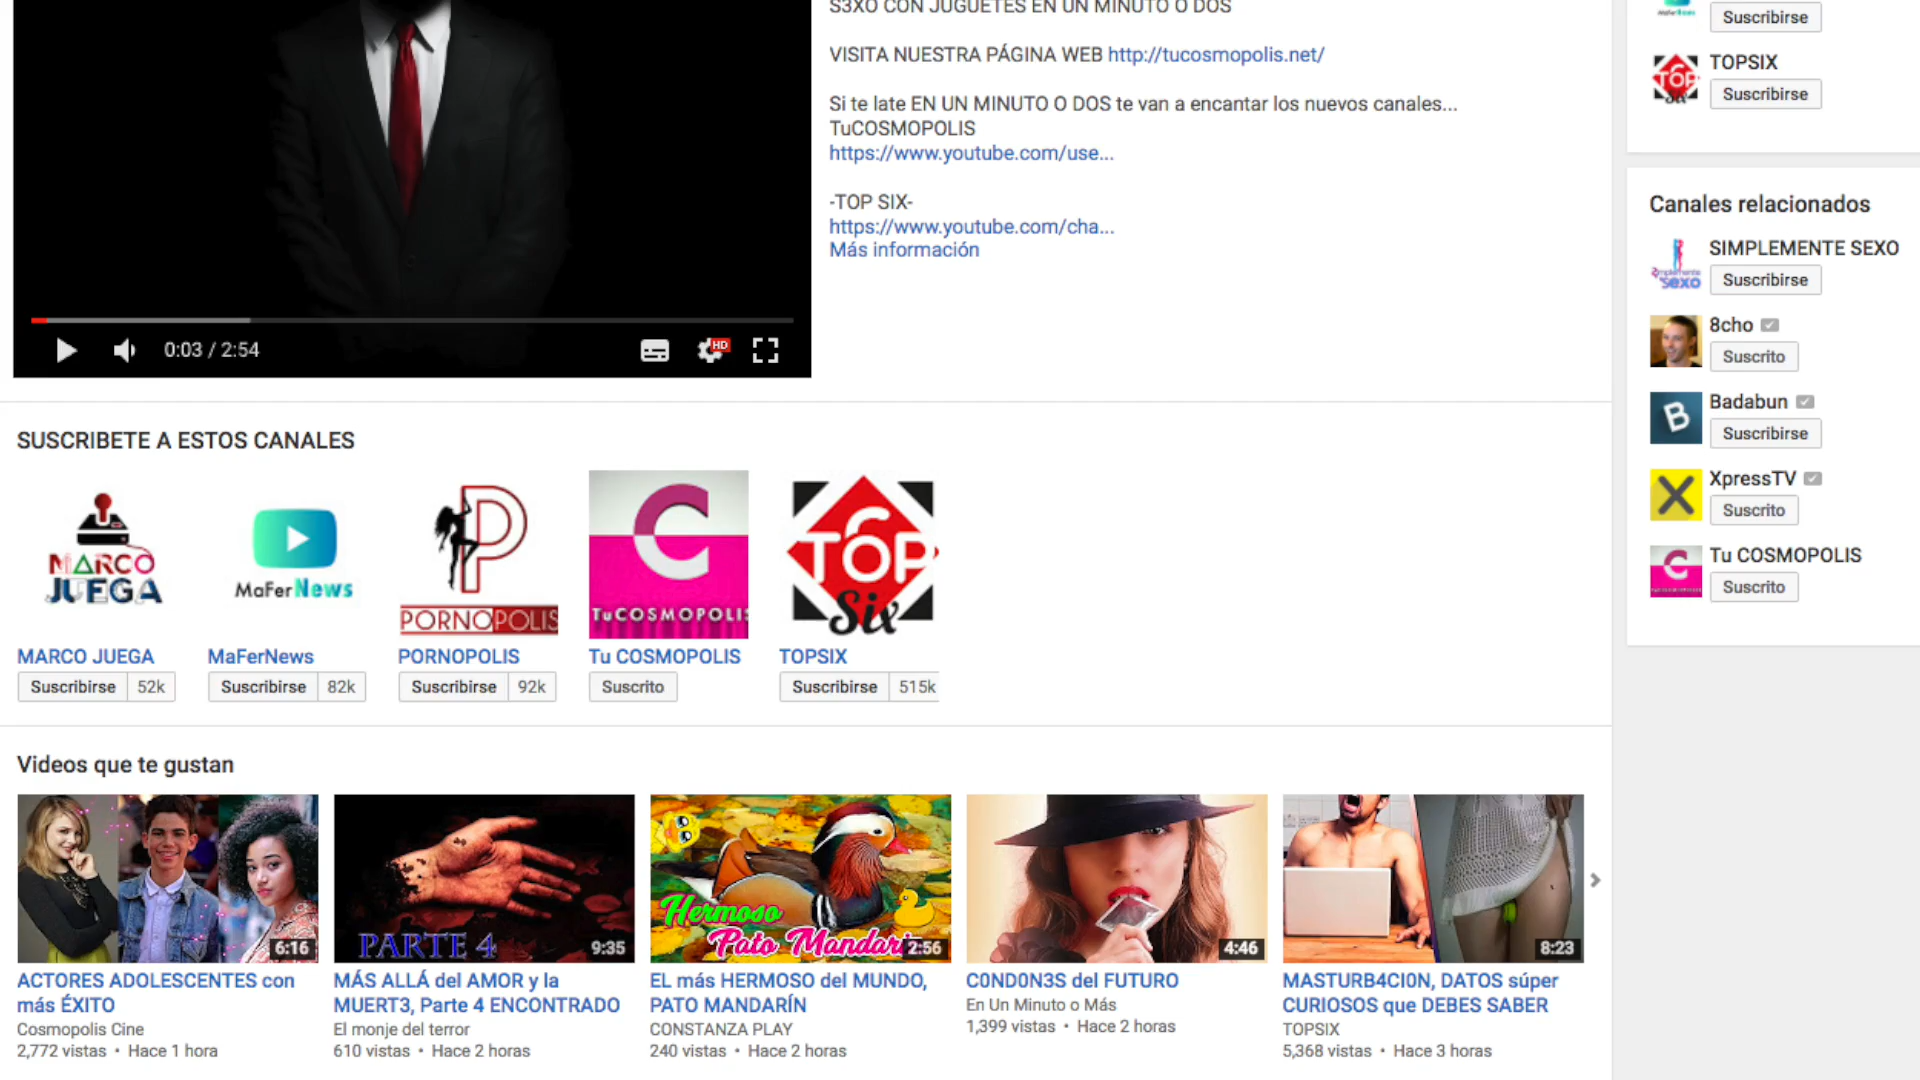 S3XO CON JUGUETES EN UN MINUTO O DOS
VISITA NUESTRA PÁGINA WEB http://tucosmopolis.net/
Si te late EN UN MINUTO O DOS te van a encantar los nuevos canales...
TuCOSMOPOLIS
https://www.youtube.com/use...
-TOP SIX-
https://www.youtube.com/cha...
Más información
0:03 / 2:54
HD
MaFerNews
Suscribirse
TOP
Six
TOPSIX
Suscribirse
Canales relacionados
Simplemente
sexo
SIMPLEMENTE SEXO
Suscribirse
8cho
Suscrito
B
Badabun
Suscribirse
X
XpressTV
Suscrito
C
Tu COSMOPOLIS
Suscrito
SUSCRIBETE A ESTOS CANALES
MARCO
JUEGA
MaFerNews
P
PORNOPOLIS
C
TuCOSMOPOLIS
TOP
Six
MARCO JUEGA
MaFerNews
PORNOPOLIS
Tu COSMOPOLIS
TOPSIX
Suscribirse 52k
Suscribirse 82k
Suscribirse 92k
Suscrito
Suscribirse 515k
Videos que te gustan
6:16
PARTE 4
9:35
Hermoso
Pato Mandarí
2:56
4:46
8:23
ACTORES ADOLESCENTES con
más ÉXITO
Cosmopolis Cine
2,772 vistas • Hace 1 hora
MÁS ALLÁ del AMOR y la
MUERT3, Parte 4 ENCONTRADO
El monje del terror
610 vistas • Hace 2 horas
EL más HERMOSO del MUNDO,
PATO MANDARÍN
CONSTANZA PLAY
240 vistas • Hace 2 horas
C0ND0N3S del FUTURO
En Un Minuto o Más
1,399 vistas • Hace 2 horas
MASTURB4CI0N, DATOS súper
CURIOSOS que DEBES SABER
TOPSIX
5,368 vistas • Hace 3 horas